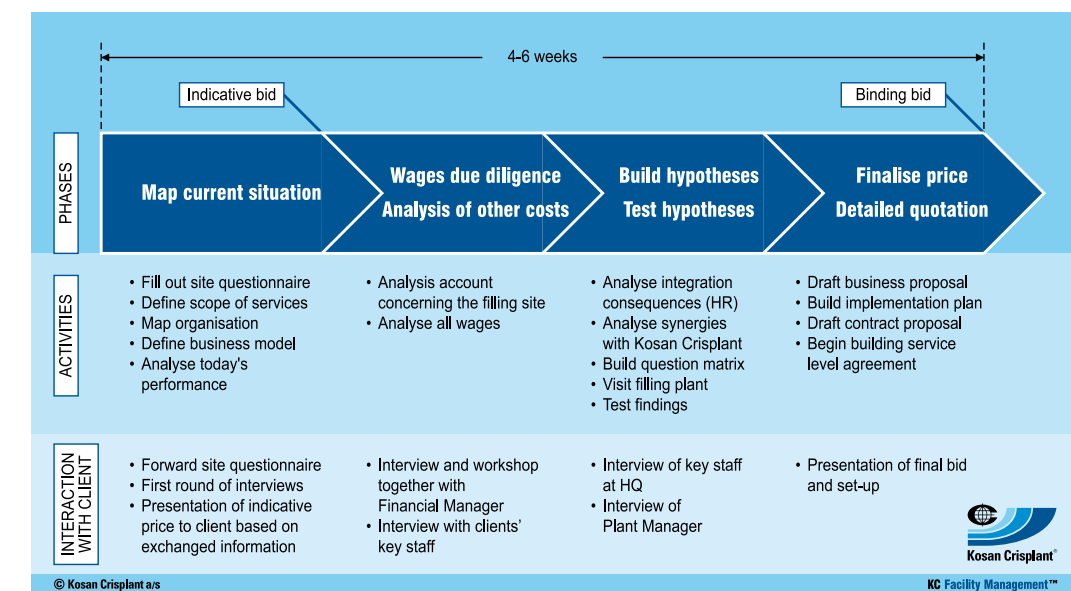 4-6 weeks
Indicative bid
Binding bid
PHASES
Map current situation
Wages due diligence
Analysis of other costs
Build hypotheses
Test hypotheses
Finalise price
Detailed quotation
ACTIVITIES
• Fill out site questionnaire
• Define scope of services
• Map organisation
• Define business model
• Analyse today's
performance
• Analysis account
concerning the filling site
• Analyse all wages
• Analyse integration
consequences (HR)
• Analyse synergies
with Kosan Crisplant
• Build question matrix
• Visit filling plant
• Test findings
• Draft business proposal
• Build implementation plan
• Draft contract proposal
• Begin building service
level agreement
INTERACTION
WITH CLIENT
• Forward site questionnaire
• First round of interviews
• Presentation of indicative
price to client based on
exchanged information
• Interview and workshop
together with
Financial Manager
• Interview with clients’
key staff
• Interview of key staff
at HQ
• Interview of
Plant Manager
• Presentation of final bid
and set-up
Kosan Crisplant®
© Kosan Crisplant a/s
KC Facility Management™